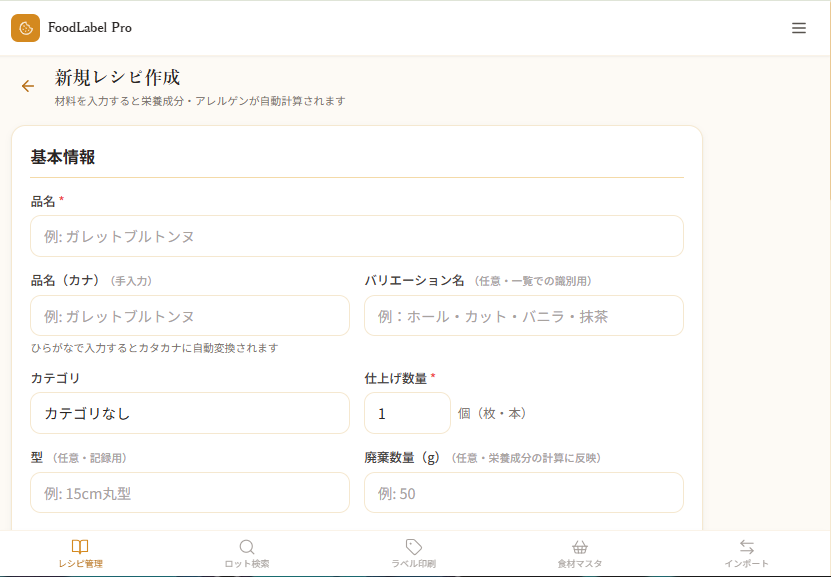 FoodLabel Pro
新規レシピ作成
材料を入力すると栄養成分・アレルゲンが自動計算されます
基本情報
品名 *
例: ガレットブルトンヌ
品名（カナ）（手入力） バリエーション名 （任意・一覧での識別用）
例: ガレットブルトンヌ 例：ホール・カット・バニラ・抹茶
ひらがなで入力するとカタカナに自動変換されます
カテゴリ 仕上げ数量 *
カテゴリなし 1 個（枚・本）
型 （任意・記録用） 廃棄数量（g）（任意・栄養成分の計算に反映）
例: 15cm丸型 例: 50
レシピ管理 ロット検索 ラベル印刷 食材マスタ インポート